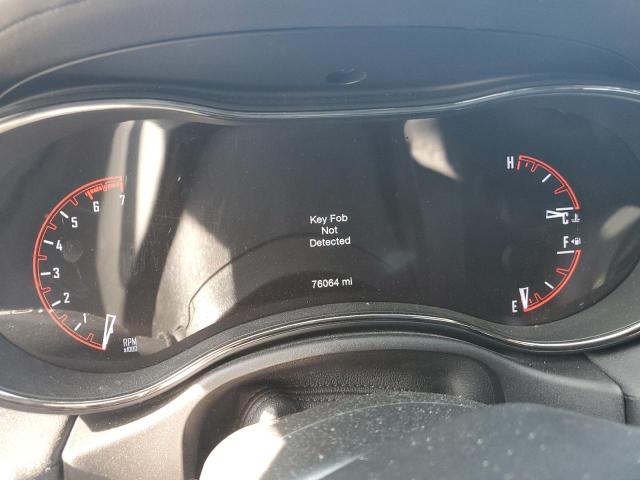 H
6 7
5
4
3
2
1
RPM
x1000
Key Fob
Not
Detected
76064 mi
C
F
E